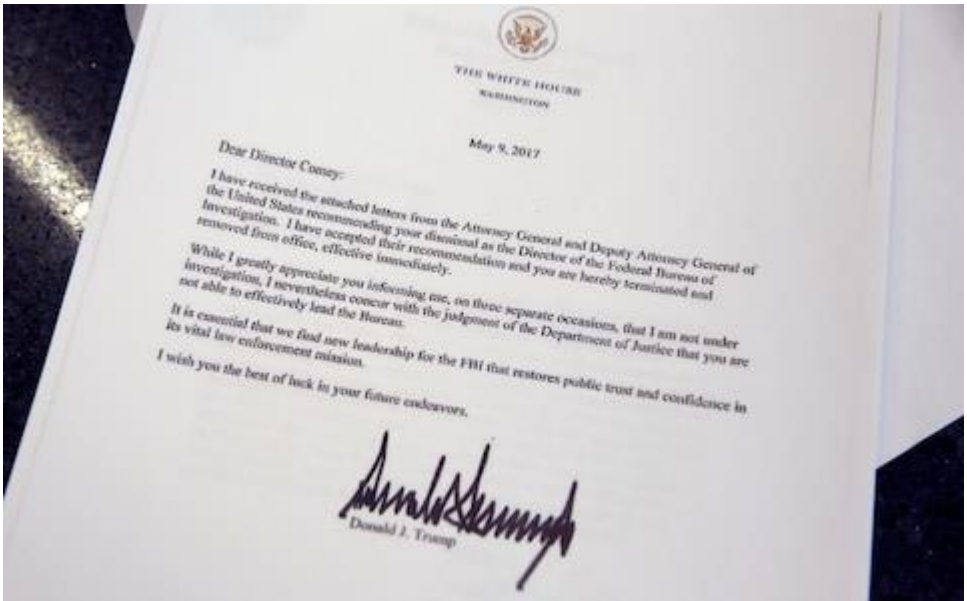 THE WHITE HOUSE
WASHINGTON
May 9, 2017
Dear Director Comey:
I have received the attached letters from the Attorney General and Deputy Attorney General of
the United States recommending your dismissal as the Director of the Federal Bureau of
Investigation. I have accepted their recommendation and you are hereby terminated and
removed from office, effective immediately.
While I greatly appreciate you informing me, on three separate occasions, that I am not under
investigation, I nevertheless concur with the judgment of the Department of Justice that you are
not able to effectively lead the Bureau.
It is essential that we find new leadership for the FBI that restores public trust and confidence in
its vital law enforcement mission.
I wish you the best of luck in your future endeavors.
Donald J. Trump